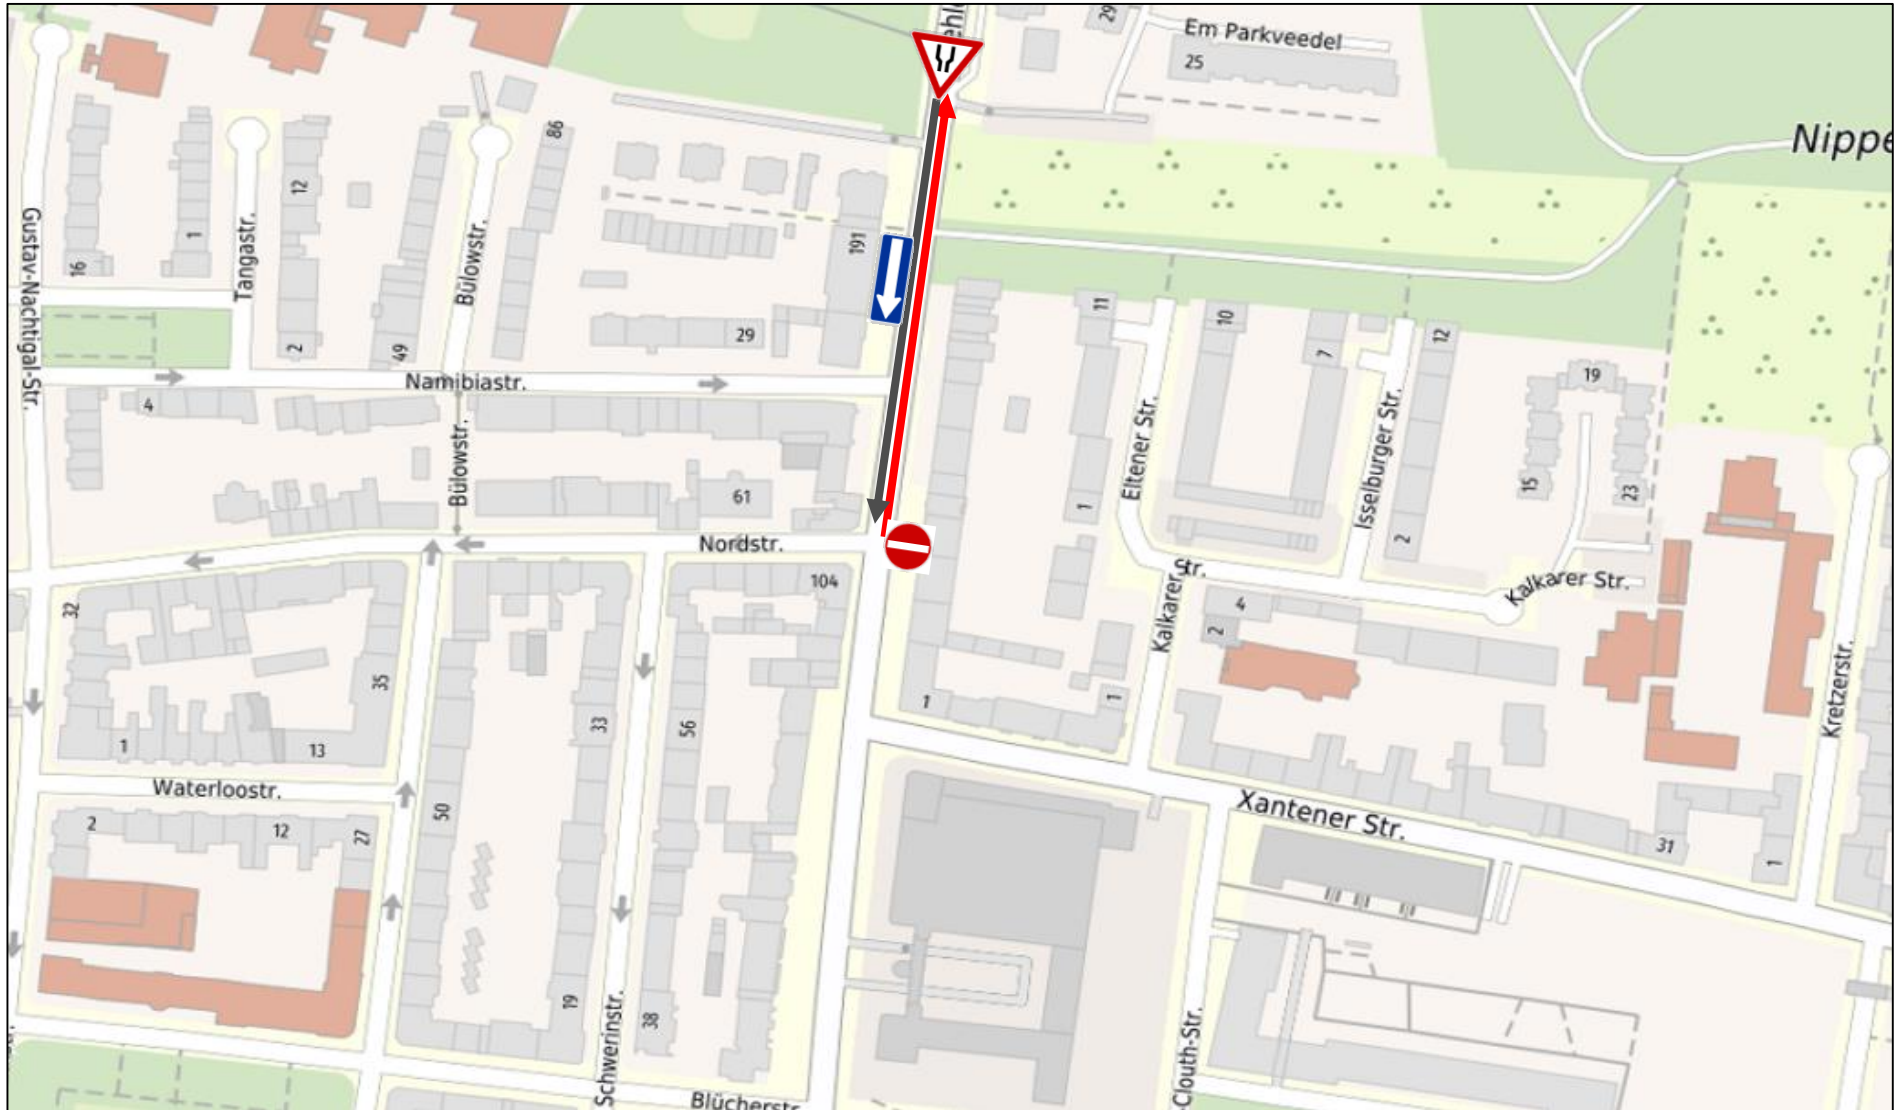 ehl
29
Em Parkveedel
25
Nippe
86
12
1
16
Gustav-Nachtigal-Str.
Tangastr.
Bülowstr.
191
2
49
29
11
10
7
12
19
Namibiastr.
4
Bülowstr.
61
1
Eltener Str.
Isselburger Str.
2
15
23
Nordstr.
104
Kalkarer Str.
Kalkarer Str.
32
35
33
56
4
2
1
1
1
13
Kretzerstr.
Waterloostr.
50
Xantener Str.
2
12
27
31
1
19
38
Schwerinstr.
-Clouth-Str.
Blücherstr